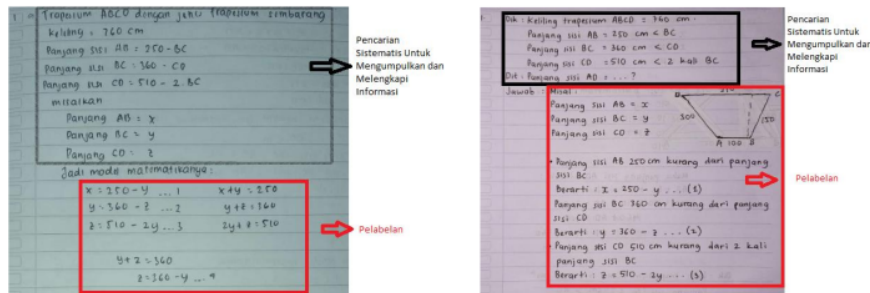 1 = Trapesium ABCD dengan jenis trapesium sembarang
Keliling = 760 cm
Panjang sisi AB = 250 - BC
Panjang sisi BC = 360 - CD
Panjang sisi CD = 510 - 2.BC
misalkan
Panjang AB = x
Panjang BC = y
Panjang CD = z
Jadi mode matematikanya:
x = 250 - y ... 1 x+y = 250
y = 360 - z ... 2 y+z = 360
z = 510 - 2y ... 3 2y+z = 510
y+z = 360
z = 360 - y ... 4
Pencarian
Sistematis Untuk
Mengumpulkan dan
Melengkapi
Informasi
Pelabelan
Dik : Keliling trapesium ABCD = 760 cm
Panjang sisi AB = 250 cm < BC
Panjang sisi BC = 360 cm < CD
Panjang sisi CD = 510 cm < 2 kali BC
Dit : Panjang sisi AD = ... ?
Jawab : Misal :
Panjang sisi AB = x
Panjang sisi BC = y
Panjang sisi CD = z
D C
300 150
A 100 B
- Panjang sisi AB 250 cm kurang dari panjang
sisi BC
Berarti : x = 250 - y ... (1)
Panjang sisi BC 360 cm kurang dari panjang
sisi CD
Berarti : y = 360 - z ... (2)
- Panjang sisi CD 510 cm kurang dari 2 kali
panjang sisi BC
Berarti : z = 510 - 2y ... (3)
Pencarian
Sistematis Untuk
Mengumpulkan dan
Melengkapi
Informasi
Pelabelan